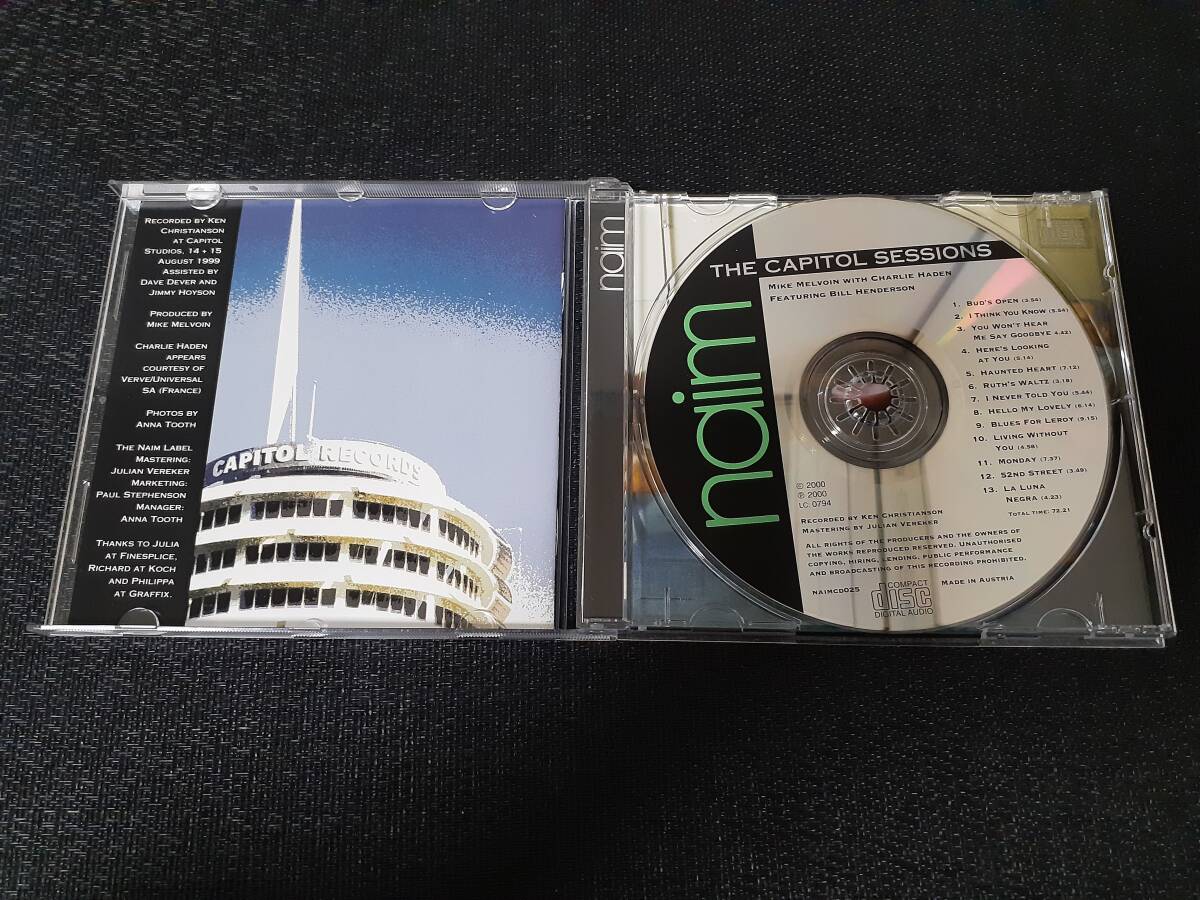 RECORDED BY KEN
CHRISTIANSON
AT CAPITOL
STUDIOS, 14 + 15
AUGUST 1999
ASSISTED BY
DAVE DEVER AND
JIMMY HOYSON
PRODUCED BY
MIKE MELVOIN
CHARLIE HADEN
APPEARS
COURTESY OF
VERVE/UNIVERSAL
SA (FRANCE)
PHOTOS BY
ANNA TOOTH
THE NAIM LABEL
MASTERING:
JULIAN VEREKER
MARKETING:
PAUL STEPHENSON
MANAGER:
ANNA TOOTH
THANKS TO JULIA
AT FINESPLICE,
RICHARD AT KOCH
AND PHILIPPA
AT GRAFFIX.
CAPITOL RECORDS
naim
naim
THE CAPITOL SESSIONS
MIKE MELVOIN WITH CHARLIE HADEN
FEATURING BILL HENDERSON
1. BUD'S OPEN (3.54)
2. I THINK YOU KNOW (5.54)
3. YOU WON'T HEAR
ME SAY GOODBYE 4.42)
4. HERE'S LOOKING
AT YOU (5.14)
5. HAUNTED HEART (7.12)
6. RUTH'S WALTZ (3.18)
7. I NEVER TOLD YOU (5.44)
8. HELLO MY LOVELY (6.14)
9. BLUES FOR LEROY (9.15)
10. LIVING WITHOUT
YOU (4.58)
11. MONDAY (7.37)
12. 52ND STREET (3.49)
13. LA LUNA
NEGRA (4.23)
TOTAL TIME: 72.21
© 2000
℗ 2000
LC: 0794
RECORDED BY KEN CHRISTIANSON
MASTERING BY JULIAN VEREKER
ALL RIGHTS OF THE PRODUCERS AND THE OWNERS OF
THE WORKS REPRODUCED RESERVED. UNAUTHORISED
COPYING, HIRING, LENDING, PUBLIC PERFORMANCE
AND BROADCASTING OF THIS RECORDING PROHIBITED.
NAIMCD025
COMPACT
disc
DIGITAL AUDIO
MADE IN AUSTRIA